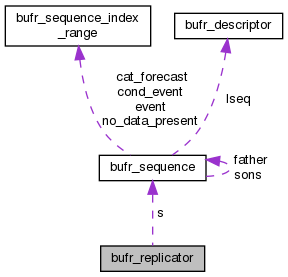 bufr_sequence_index
_range
bufr_descriptor
cat_forecast
cond_event
event
no_data_present
lseq
bufr_sequence
father
sons
s
bufr_replicator